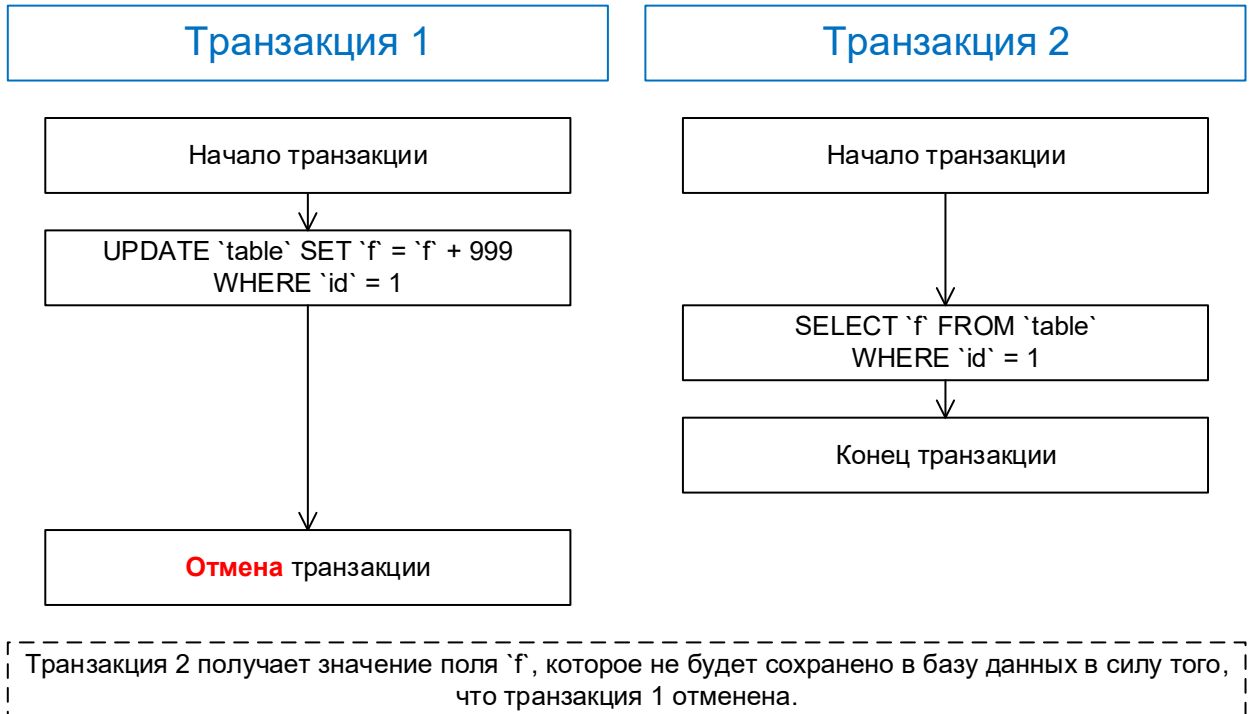 Транзакция 1
Транзакция 2
Начало транзакции
Начало транзакции
UPDATE `table` SET `f` = `f` + 999
WHERE `id` = 1
SELECT `f` FROM `table`
WHERE `id` = 1
Конец транзакции
Отмена транзакции
Транзакция 2 получает значение поля `f`, которое не будет сохранено в базу данных в силу того,
что транзакция 1 отменена.